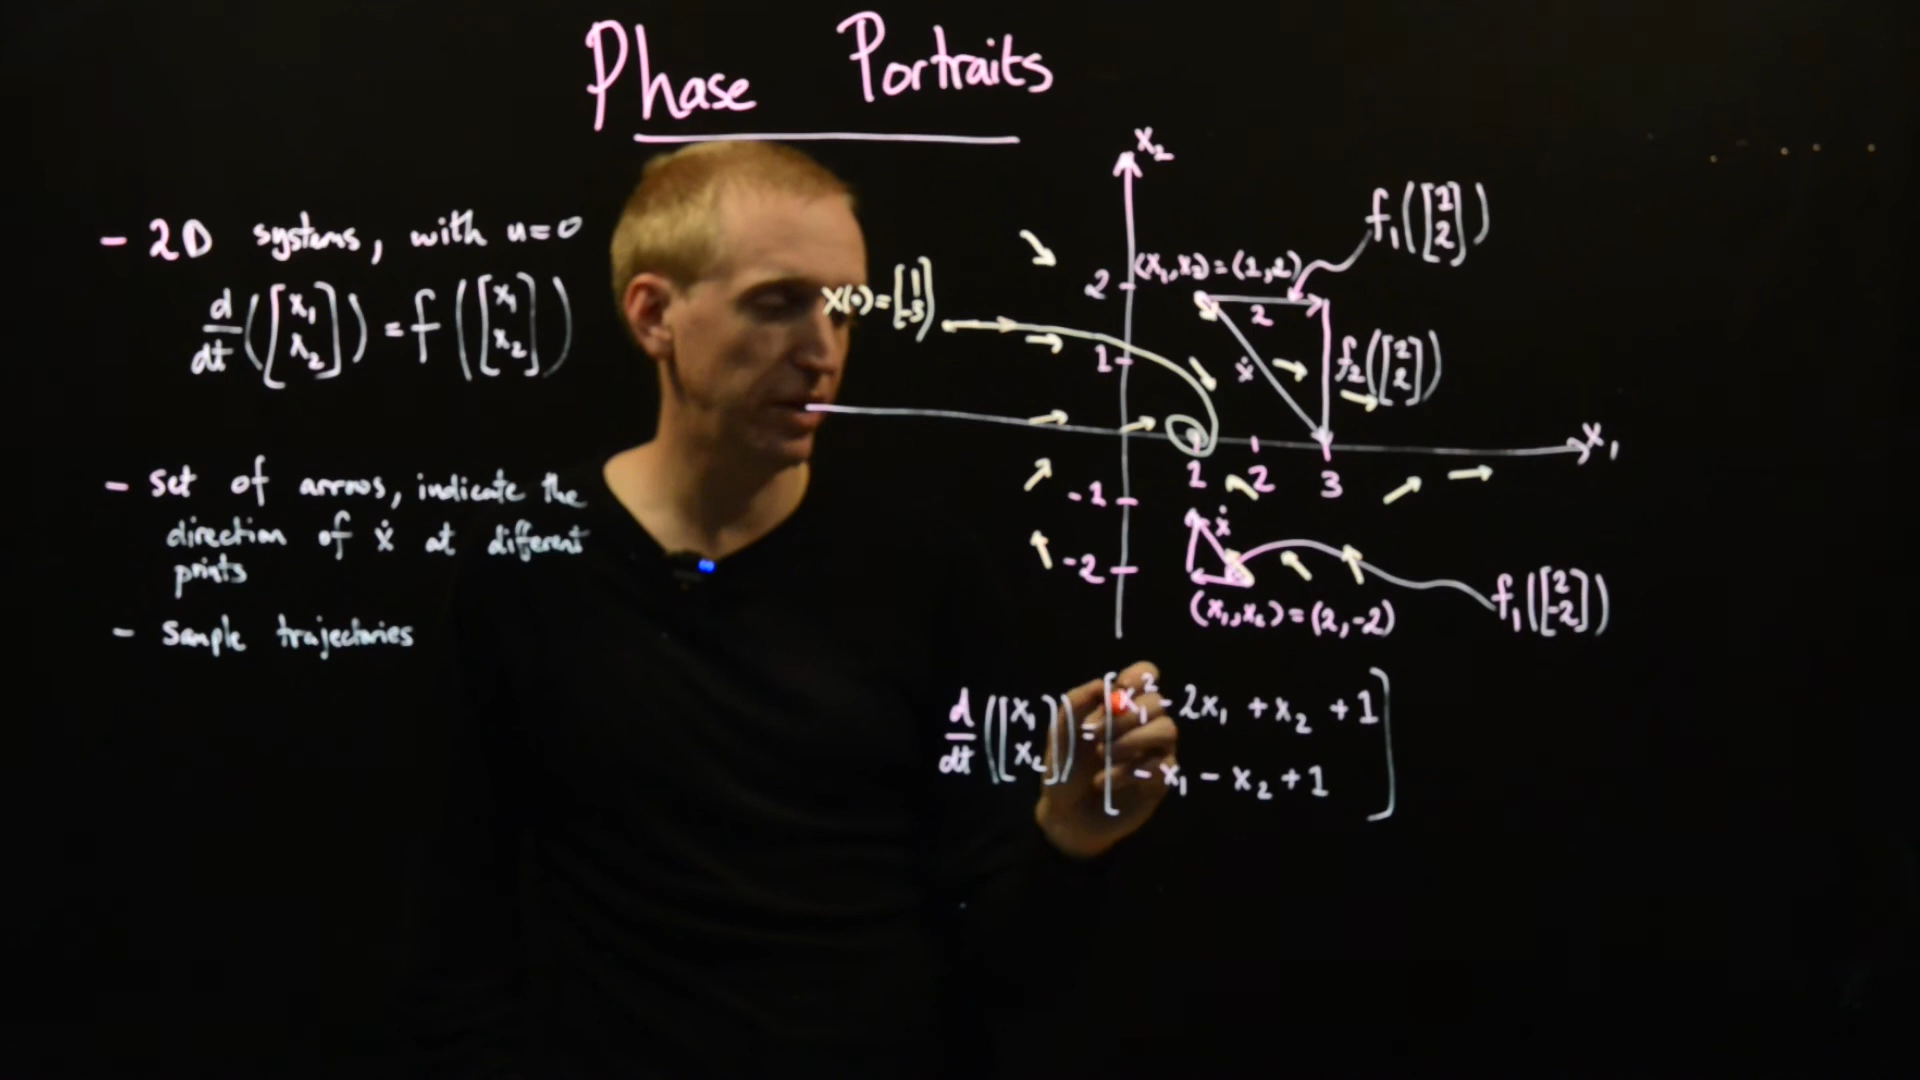 Phase Portraits
- 2D systems, with u=0
d/dt([x₁ x₂]) = f([x₁ x₂])
- set of arrows, indicate the
direction of ẋ at different
points
- Sample trajectories
x₂
f₁([1 2])
(x₁,x₂)=(1,2)
2
2
x(0)=[1 -3]
1
ẋ
f₂([2 2])
x₁
1 2 3
-1
ẋ
-2
f₁([2 -2])
(x₁,x₂)=(2,-2)
d/dt([x₁ x₂]) = [x₁² - 2x₁ + x₂ + 1
- x₁ - x₂ + 1]